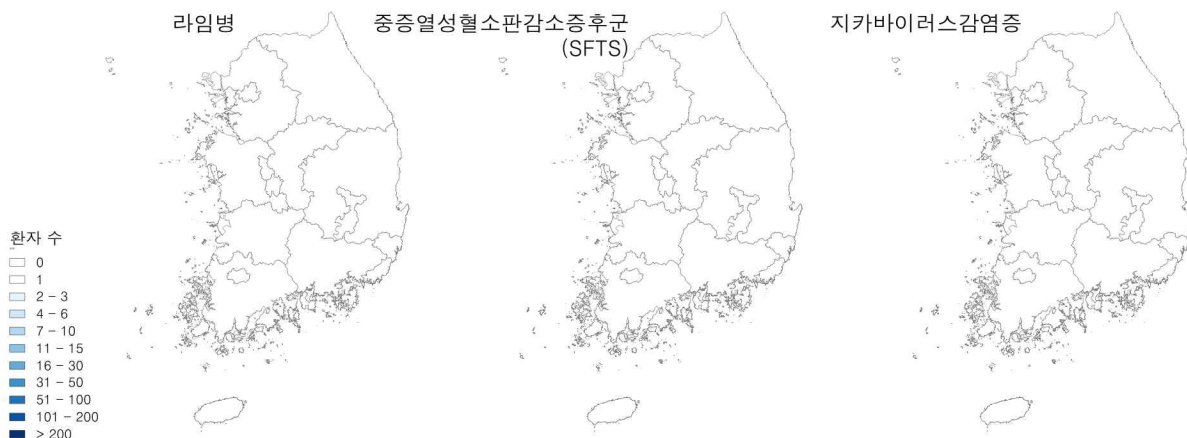 라임병
중증열성혈소판감소증후군
(SFTS)
지카바이러스감염증
환자 수
0
1
2 - 3
4 - 6
7 - 10
11 - 15
16 - 30
31 - 50
51 - 100
101 - 200
> 200